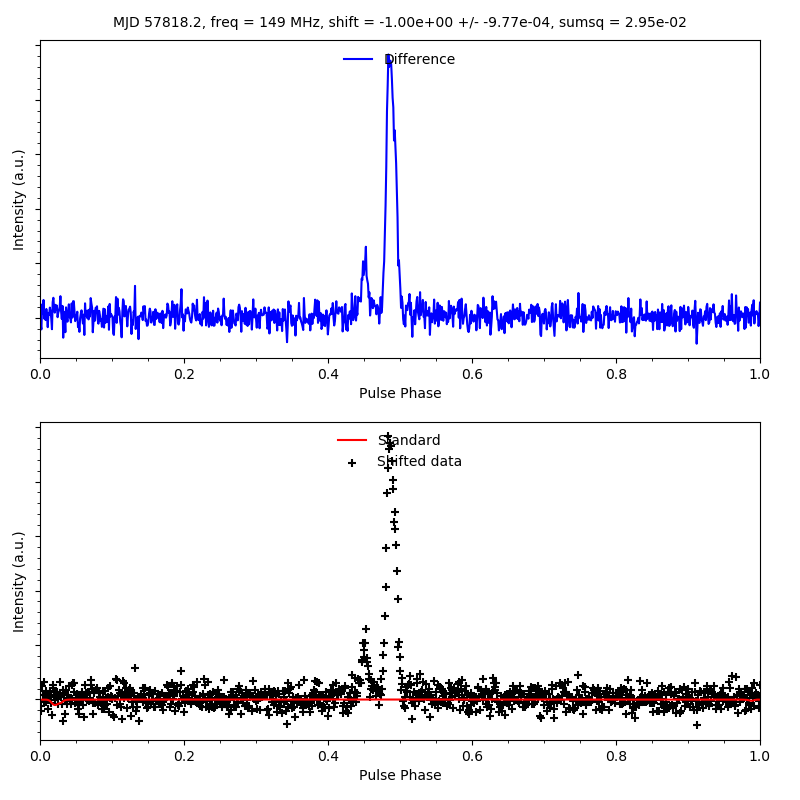 MJD 57818.2, freq = 149 MHz, shift = -1.00e+00 +/- -9.77e-04, sumsq = 2.95e-02
Difference
Intensity (a.u.)
0.0 0.2 0.4 0.6 0.8 1.0
Pulse Phase
Standard
Shifted data
Intensity (a.u.)
0.0 0.2 0.4 0.6 0.8 1.0
Pulse Phase